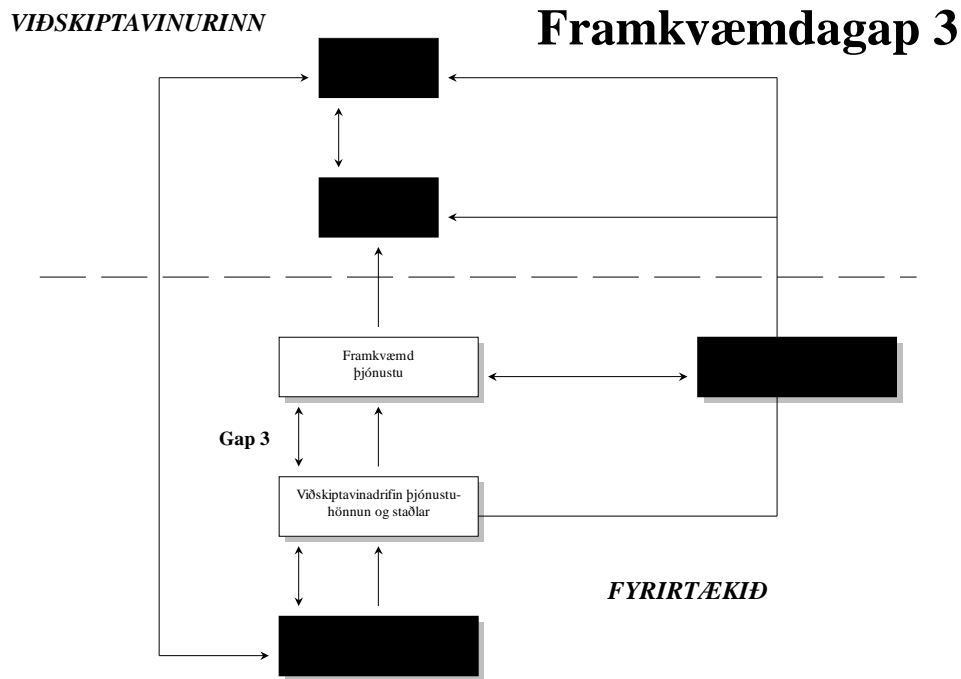 VIÐSKIPTAVINURINN
Framkvæmdagap 3
Framkvæmd
þjónustu
Gap 3
Viðskiptavinadrifin þjónustu-
hönnun og staðlar
FYRIRTÆKIÐ